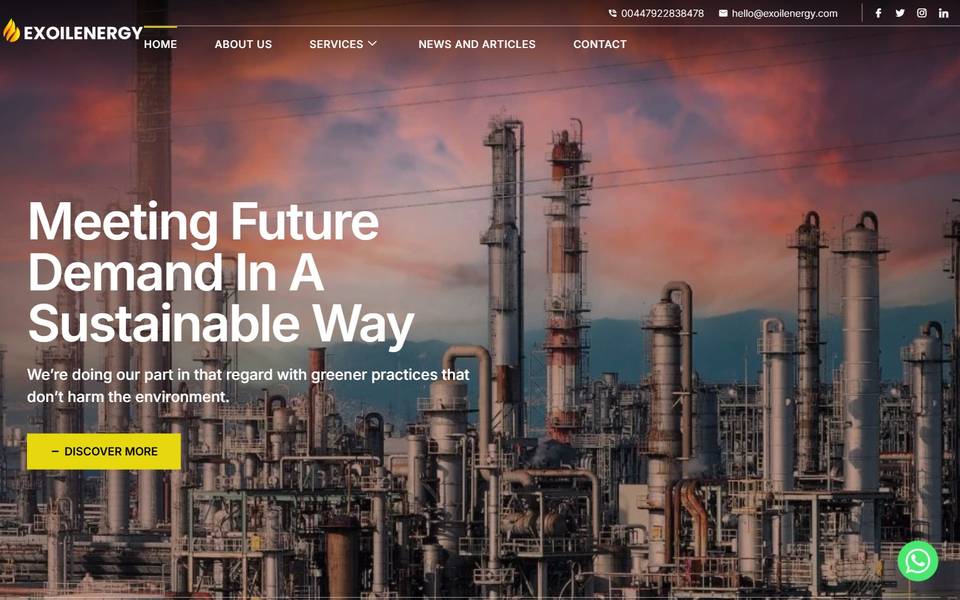 00447922838478 hello@exoilenergy.com
EXOILENERGY
HOME ABOUT US SERVICES NEWS AND ARTICLES CONTACT
Meeting Future
Demand In A
Sustainable Way
We’re doing our part in that regard with greener practices that
don’t harm the environment.
– DISCOVER MORE